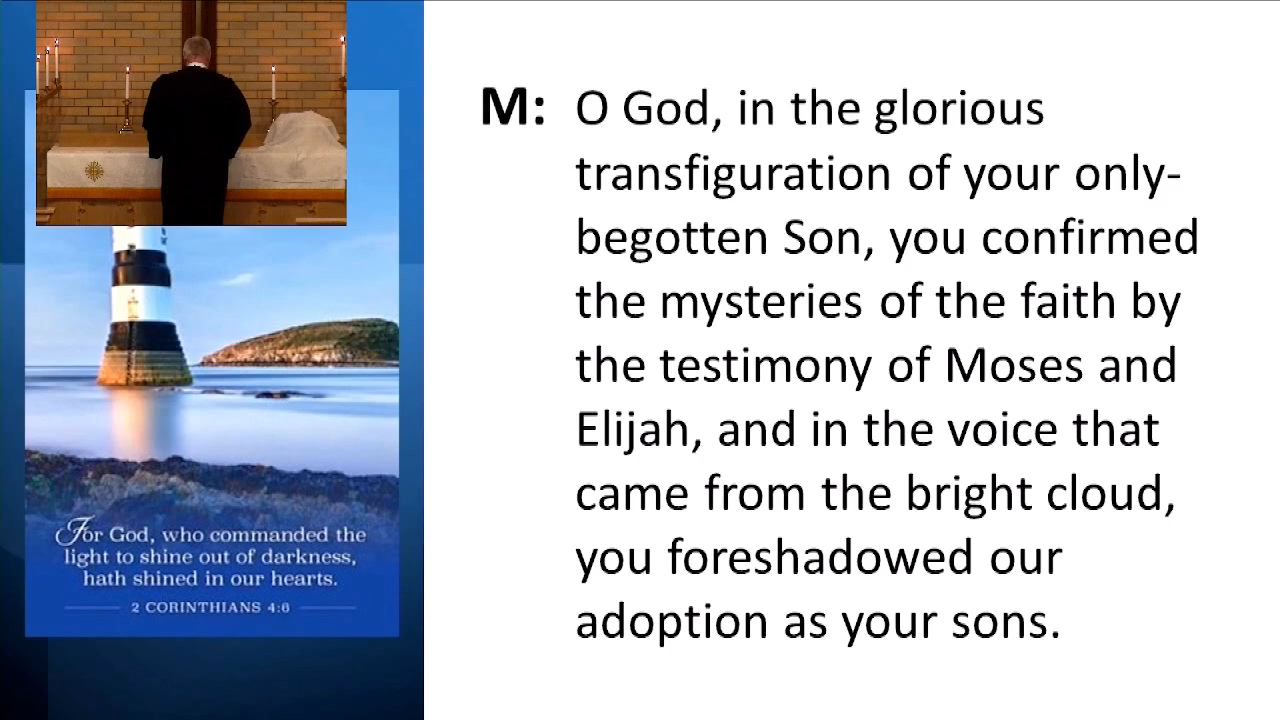 For God, who commanded the
light to shine out of darkness,
hath shined in our hearts.
2 CORINTHIANS 4:6
M: O God, in the glorious
transfiguration of your only-
begotten Son, you confirmed
the mysteries of the faith by
the testimony of Moses and
Elijah, and in the voice that
came from the bright cloud,
you foreshadowed our
adoption as your sons.